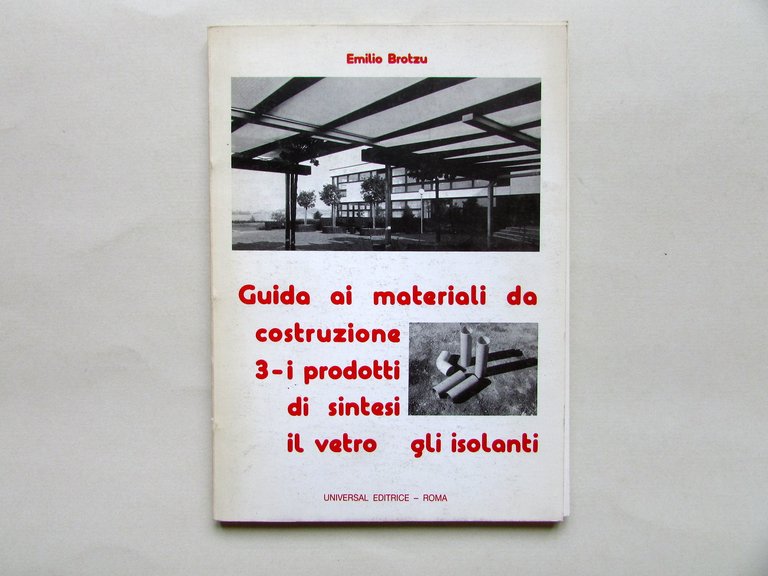 Emilio Brotzu
Guida ai materiali da
costruzione
3-i prodotti
di sintesi
il vetro gli isolanti
UNIVERSAL EDITRICE – ROMA